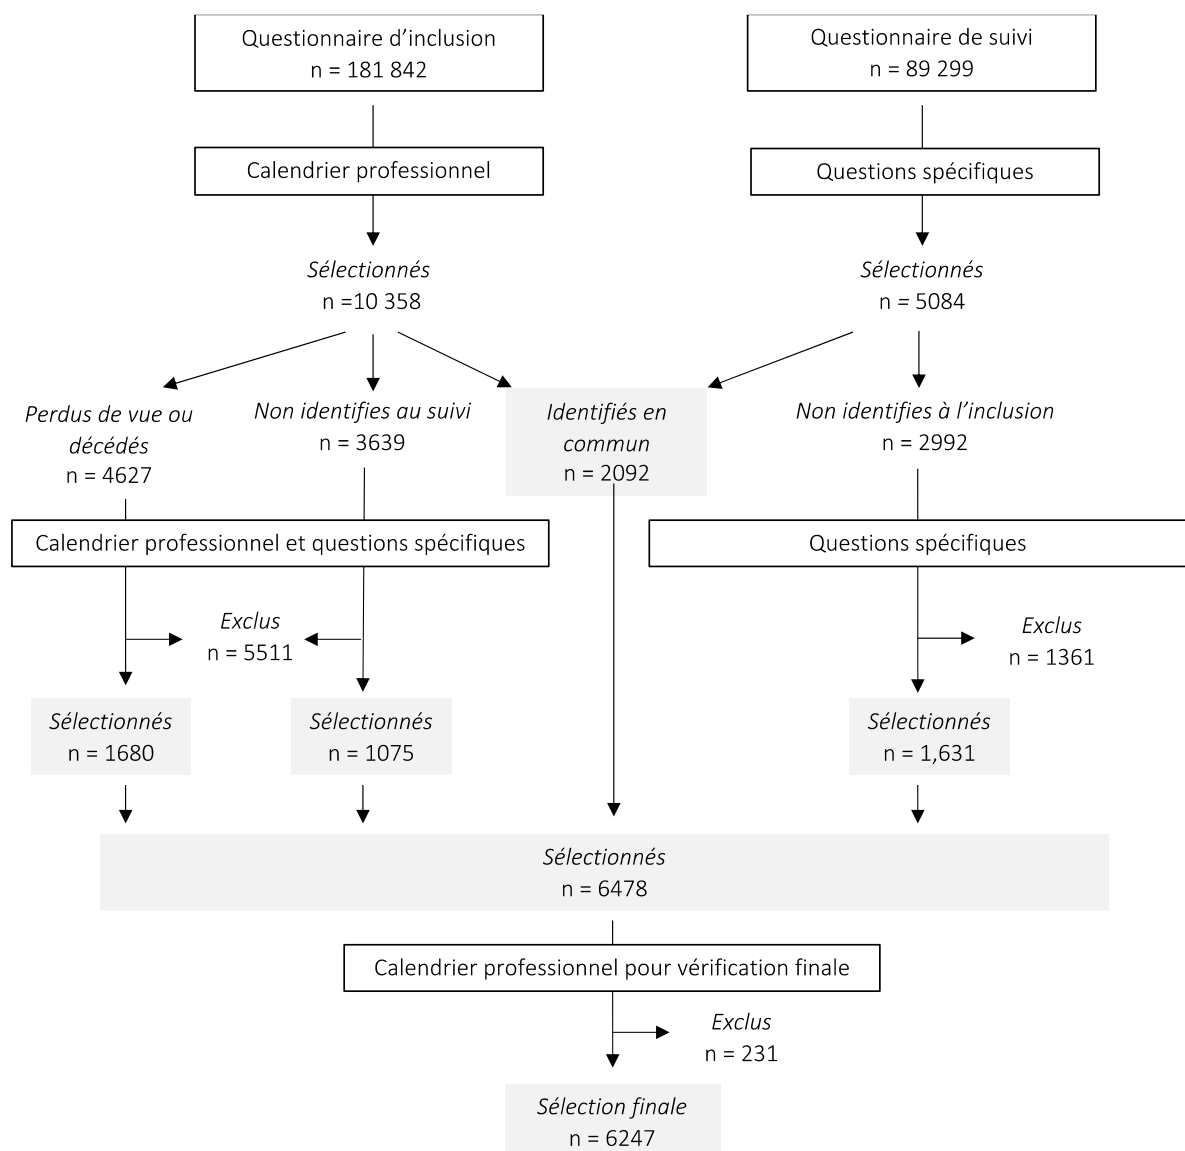 Questionnaire d’inclusion
n = 181 842
Questionnaire de suivi
n = 89 299
Calendrier professionnel
Questions spécifiques
Sélectionnés
n =10 358
Sélectionnés
n = 5084
Perdus de vue ou
décédés
n = 4627
Non identifies au suivi
n = 3639
Identifiés en
commun
n = 2092
Non identifies à l’inclusion
n = 2992
Calendrier professionnel et questions spécifiques
Questions spécifiques
Exclus
n = 5511
Exclus
n = 1361
Sélectionnés
n = 1680
Sélectionnés
n = 1075
Sélectionnés
n = 1,631
Sélectionnés
n = 6478
Calendrier professionnel pour vérification finale
Exclus
n = 231
Sélection finale
n = 6247